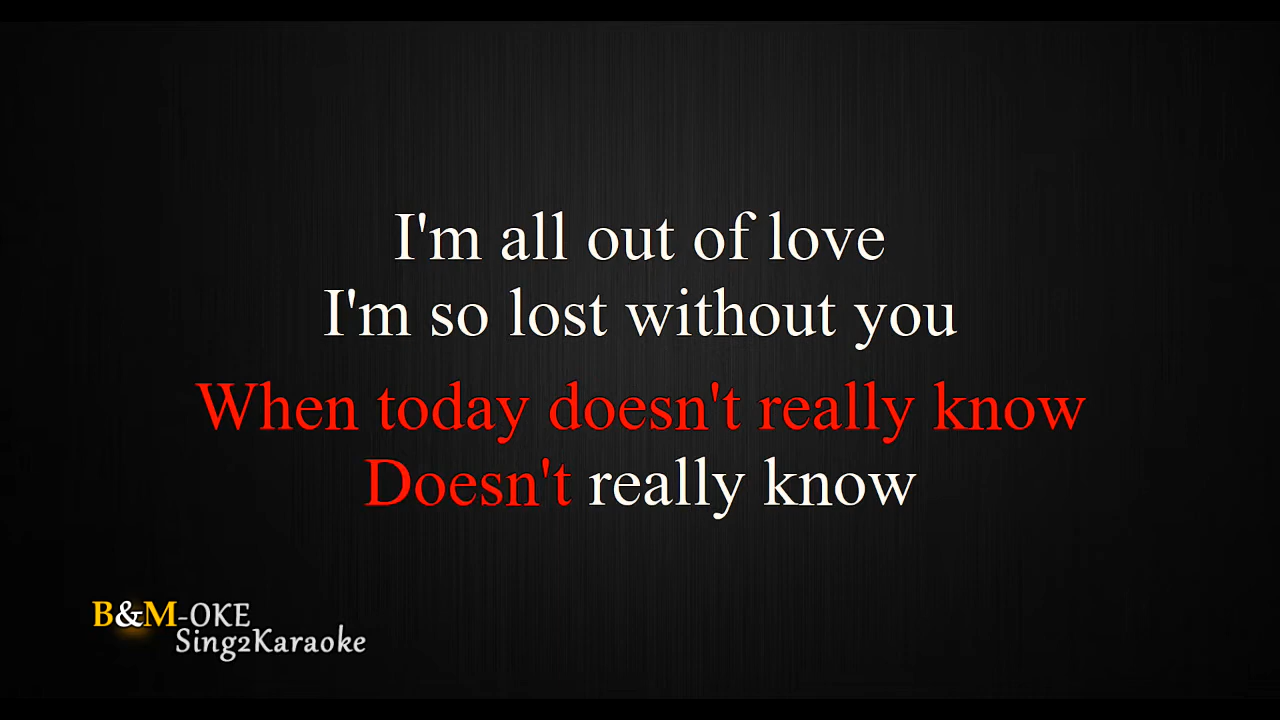 I'm all out of love
I'm so lost without you
When today doesn't really know
Doesn't really know
B&M-OKE
Sing2Karaoke